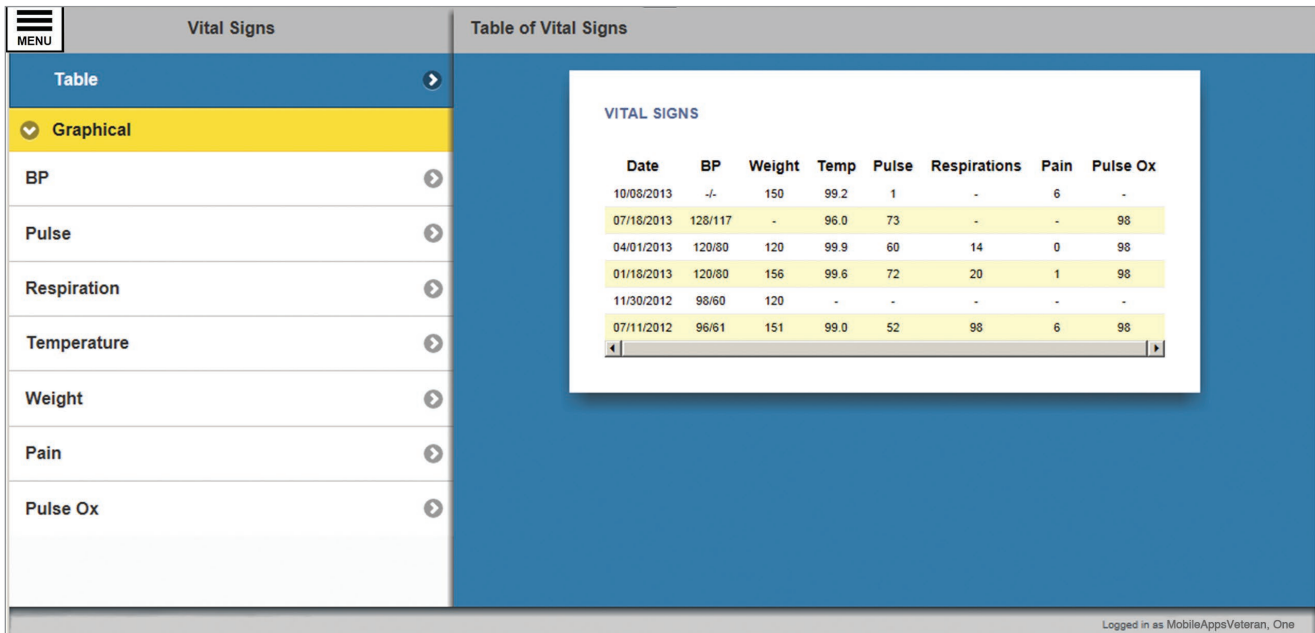 MENU
Vital Signs
Table
Graphical
BP
Pulse
Respiration
Temperature
Weight
Pain
Pulse Ox
Table of Vital Signs
VITAL SIGNS
Date BP Weight Temp Pulse Respirations Pain Pulse Ox
10/08/2013 -/- 150 99.2 1 - 6 -
07/18/2013 128/117 - 96.0 73 - - 98
04/01/2013 120/80 120 99.9 60 14 0 98
01/18/2013 120/80 156 99.6 72 20 1 98
11/30/2012 98/60 120 - - - - -
07/11/2012 96/61 151 99.0 52 98 6 98
Logged in as MobileAppsVeteran, One